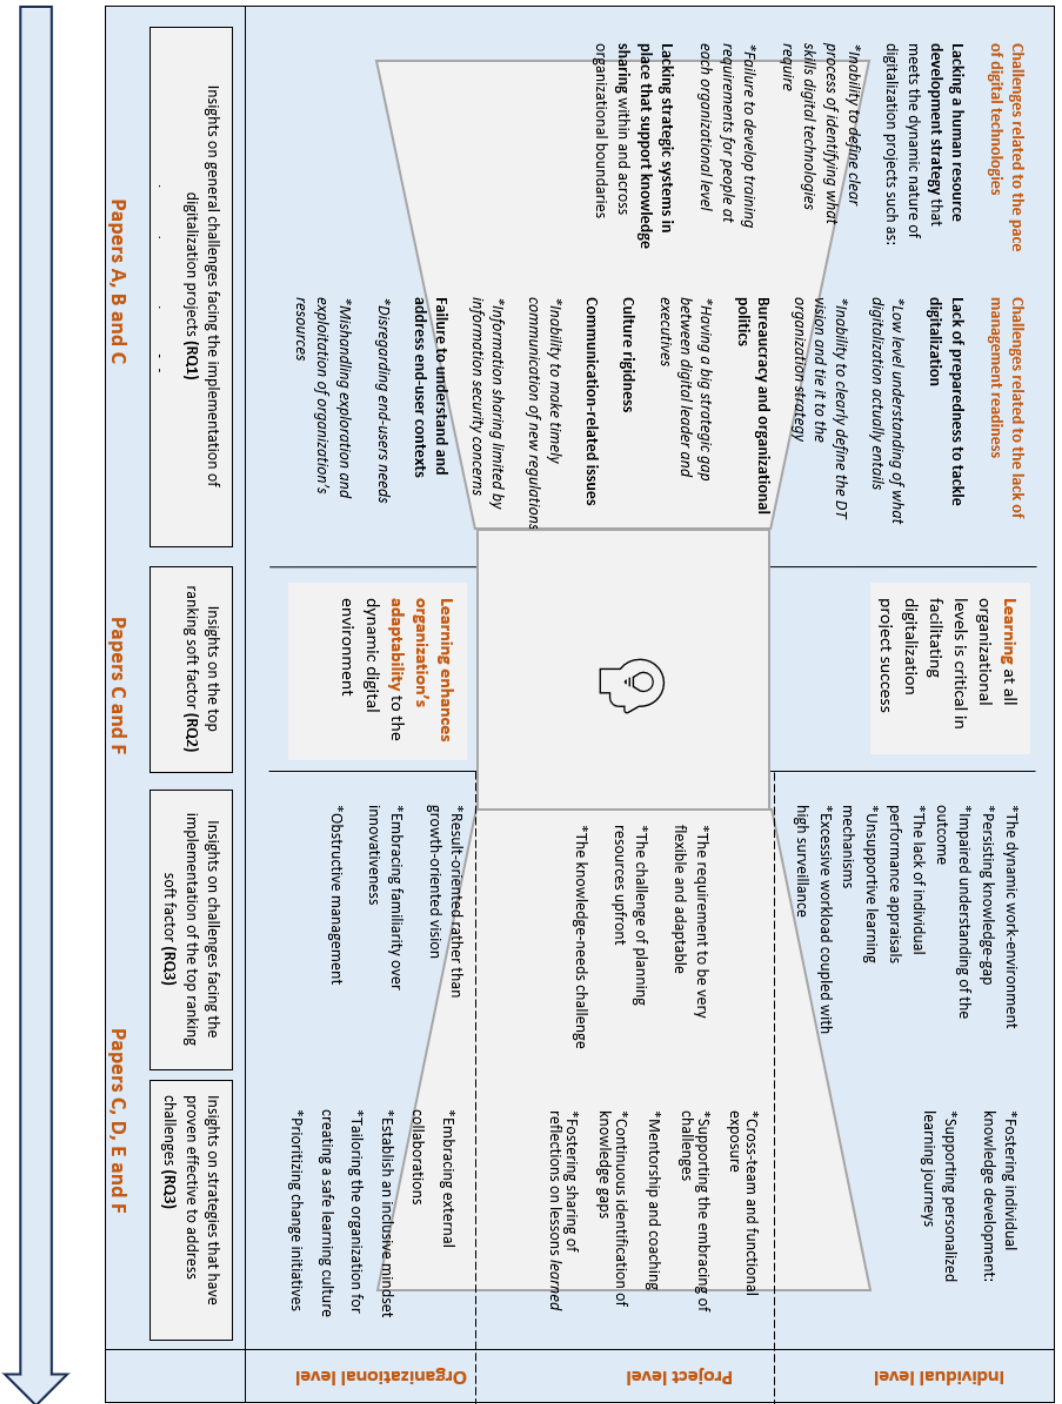 Challenges related to the pace
of digital technologies
Lacking a human resource
development strategy that
meets the dynamic nature of
digitalization projects such as:
*Inability to define clear
process of identifying what
skills digital technologies
require
*Failure to develop training
requirements for people at
each organizational level
Lacking strategic systems in
place that support knowledge
sharing within and across
organizational boundaries
Challenges related to the lack of
management readiness
Lack of preparedness to tackle
digitalization
*Low level understanding of what
digitalization actually entails
*Inability to clearly define the DT
vision and tie it to the
organization strategy
Bureaucracy and organizational
politics
*Having a big strategic gap
between digital leader and
executives
Culture rigidness
Communication-related issues
*Inability to make timely
communication of new regulations
*Information sharing limited by
information security concerns
Failure to understand and
address end-user contexts
*Disregarding end-users needs
*Mishandling exploration and
exploitation of organization's
resources
Learning at all
organizational
levels is critical in
facilitating
digitalization
project success
Learning enhances
organization's
adaptability to the
dynamic digital
environment
*The dynamic work-environment
*Persisting knowledge-gap
*Impaired understanding of the
outcome
*The lack of individual
performance appraisals
*Unsupportive learning
mechanisms
*Excessive workload coupled with
high surveillance
*The requirement to be very
flexible and adaptable
*The challenge of planning
resources upfront
*The knowledge-needs challenge
*Result-oriented rather than
growth-oriented vision
*Embracing familiarity over
innovativeness
*Obstructive management
*Fostering individual
knowledge development:
*Supporting personalized
learning journeys
*Cross-team and functional
exposure
*Supporting the embracing of
challenges
*Mentorship and coaching
*Continuous identification of
knowledge gaps
*Fostering sharing of
reflections on lessons learned
*Embracing external
collaborations
*Establish an inclusive mindset
*Tailoring the organization for
creating a safe learning culture
*Prioritizing change initiatives
Individual level
Project level
Organizational level
Insights on general challenges facing the implementation of
digitalization projects (RQ1)
Insights on the top
ranking soft factor (RQ2)
Insights on challenges facing the
implementation of the top ranking
soft factor (RQ3)
Insights on strategies that have
proven effective to address
challenges (RQ3)
Papers A, B and C
Papers C and F
Papers C, D, E and F